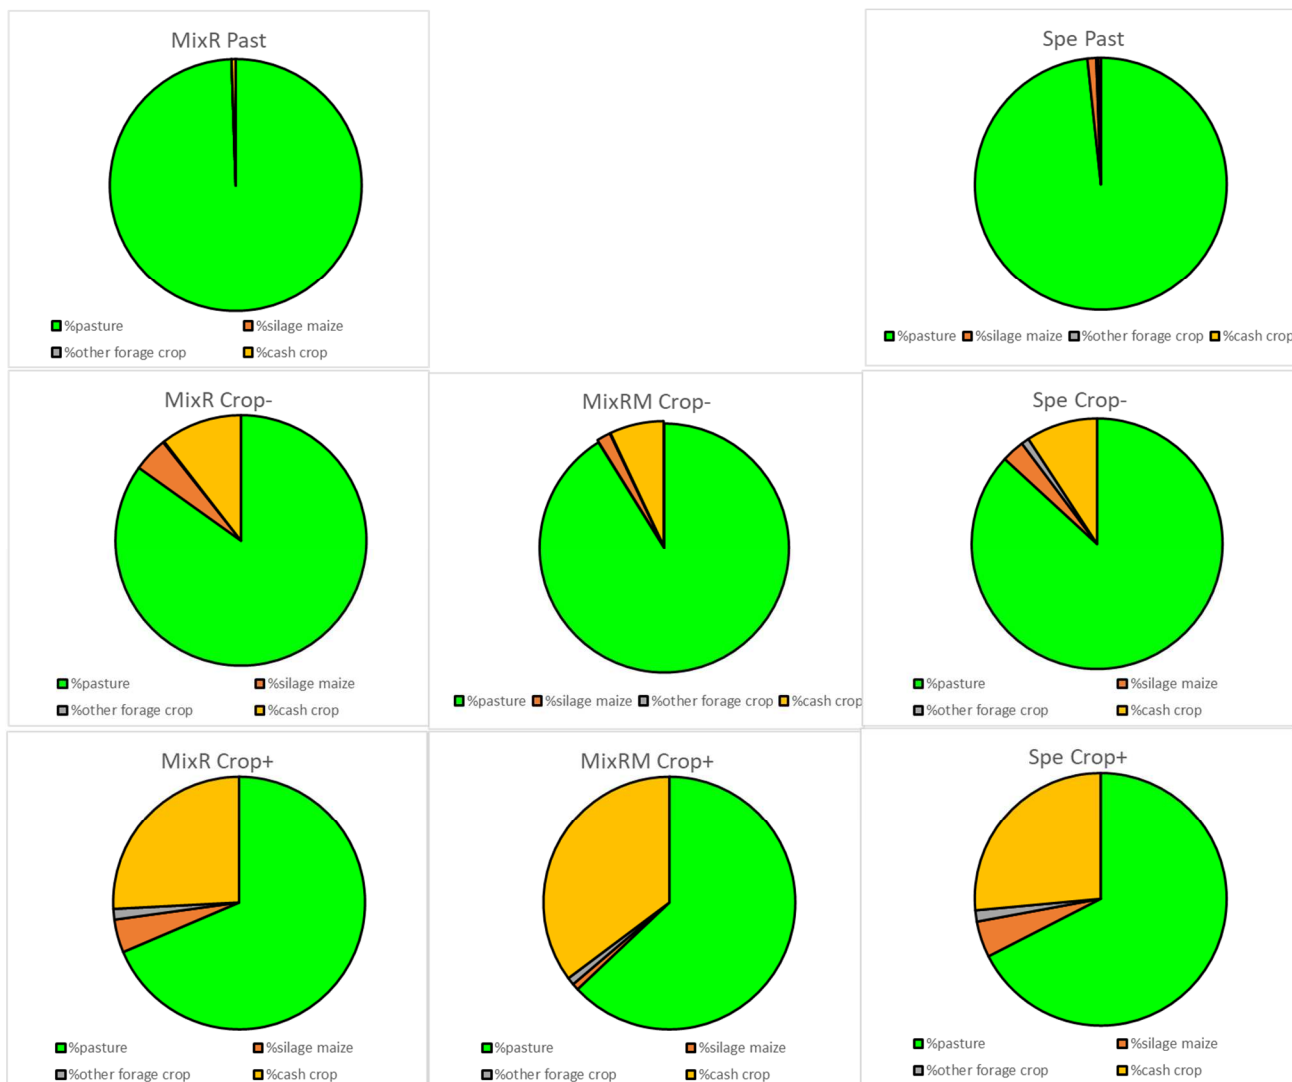 MixR Past
%pasture %silage maize
%other forage crop %cash crop
Spe Past
%pasture %silage maize %other forage crop %cash crop
MixR Crop-
%pasture %silage maize
%other forage crop %cash crop
MixRM Crop-
%pasture %silage maize %other forage crop %cash crop
Spe Crop-
%pasture %silage maize
%other forage crop %cash crop
MixR Crop+
%pasture %silage maize
%other forage crop %cash crop
MixRM Crop+
%pasture %silage maize
%other forage crop %cash crop
Spe Crop+
%pasture %silage maize
%other forage crop %cash crop